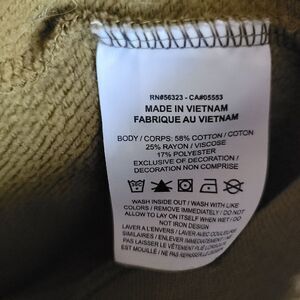 RN#56323 - CA#05553
MADE IN VIETNAM
FABRIQUE AU VIETNAM
BODY / CORPS: 58% COTTON / COTON
25% RAYON / VISCOSE
17% POLYESTER
EXCLUSIVE OF DECORATION /
DECORATION NON COMPRISE
WASH INSIDE OUT / WASH WITH LIKE
COLORS / REMOVE IMMEDIATELY / DO NOT
ALLOW TO LAY ON ITSELF WHEN WET / DO
NOT IRON DESIGN
LAVER A L'ENVERS / LAVER AVEC COULEURS
SIMILAIRES / ENLEVER IMMEDIATEMENT
PAS LAISSER LE VÊTEMENT PLIÉ LORSQU'
EST MOUILLÉ / NE PAS REPASSER